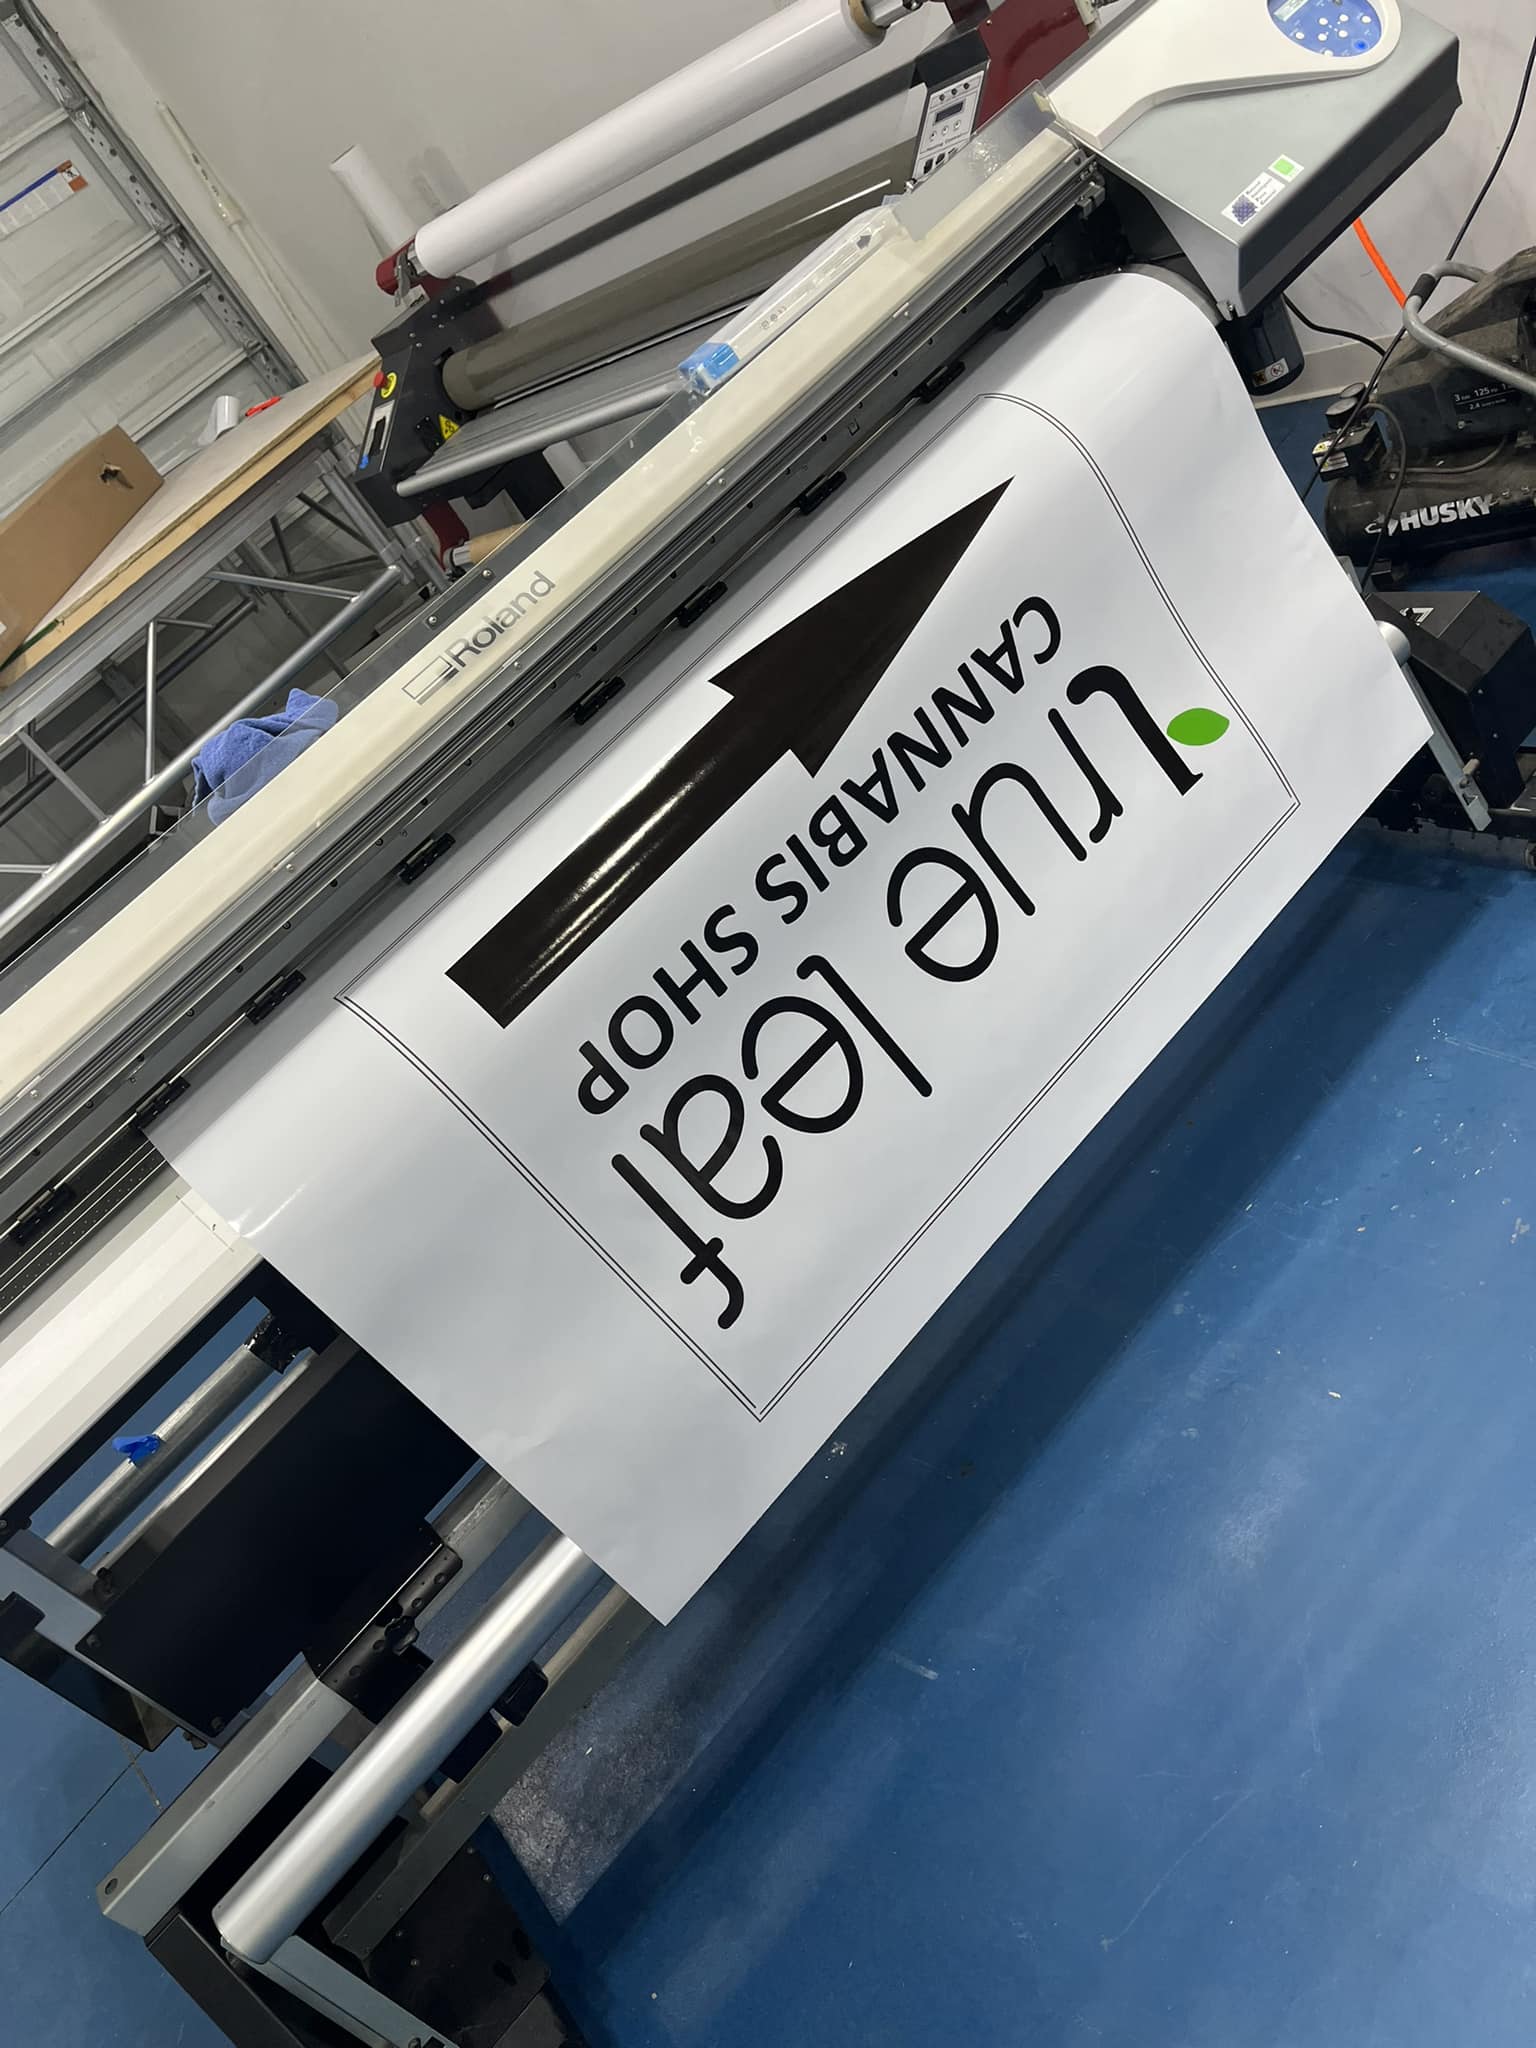 true leaf
CANNABIS SHOP
Roland
HUSKY